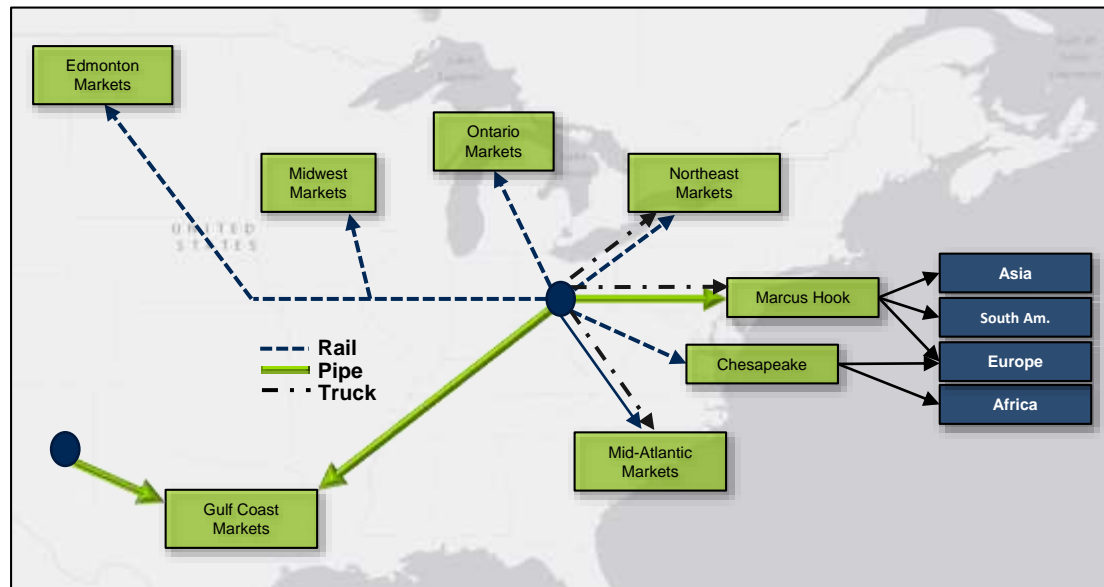 Edmonton
Markets
Ontario
Markets
Midwest
Markets
Northeast
Markets
UNITED
STATES
Asia
Marcus Hook
South Am.
Rail
Pipe
Truck
Chesapeake
Europe
Africa
Mid-Atlantic
Markets
Gulf Coast
Markets